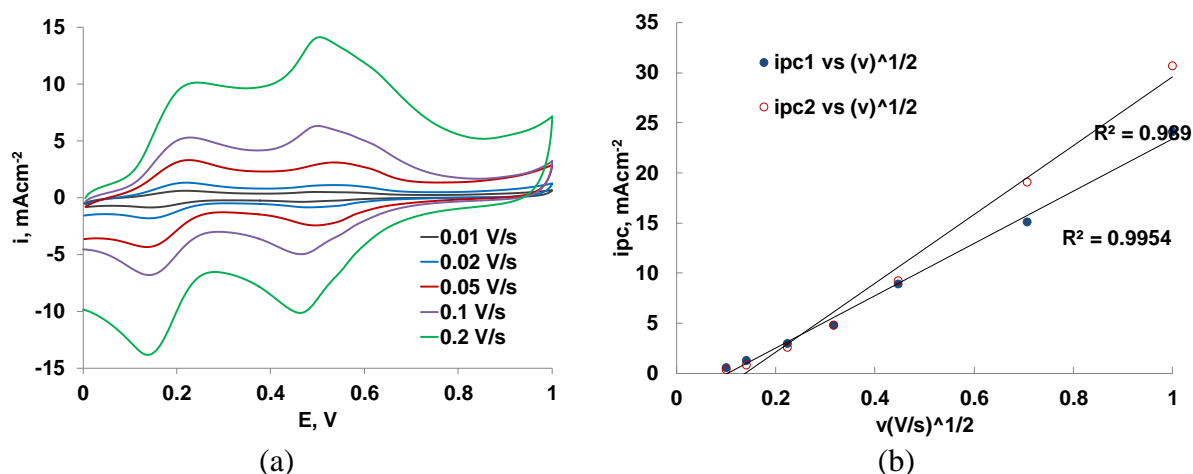 15
10
5
0
-5
-10
-15
i, mAcm⁻²
0 0.2 0.4 0.6 0.8 1
E, V
0.01 V/s
0.02 V/s
0.05 V/s
0.1 V/s
0.2 V/s
(a)
35
30
25
20
15
10
5
0
ipc, mAcm⁻²
ipc1 vs (v)^1/2
ipc2 vs (v)^1/2
R² = 0.989
R² = 0.9954
0 0.2 0.4 0.6 0.8 1
v(V/s)^1/2
(b)